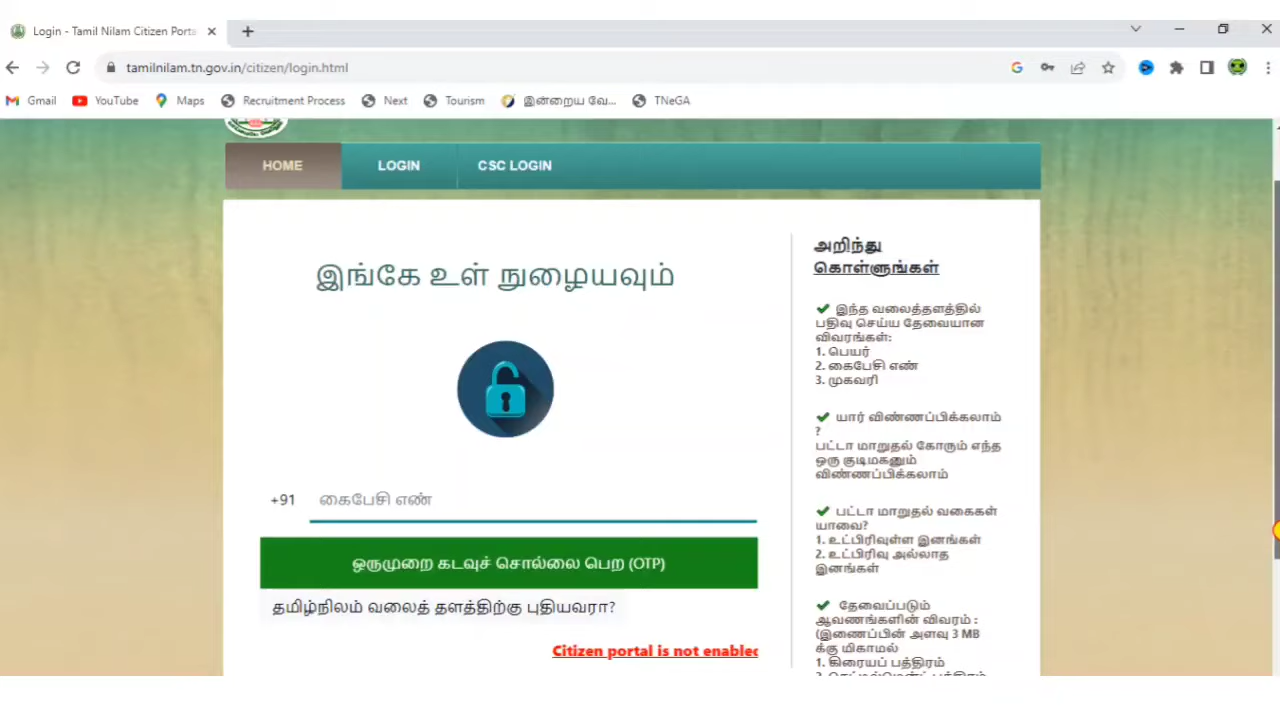 Login - Tamil Nilam Citizen Porta
tamilnilam.tn.gov.in/citizen/login.html
Gmail YouTube Maps Recruitment Process Next Tourism இன்றைய வே... TNeGA
HOME LOGIN CSC LOGIN
இங்கே உள் நுழையவும்
+91 கைபேசி எண்
ஒருமுறை கடவுச் சொல்லை பெற (OTP)
தமிழ்நிலம் வலைத் தளத்திற்கு புதியவரா?
Citizen portal is not enabled
அறிந்து
கொள்ளுங்கள்
இந்த வலைத்தளத்தில்
பதிவு செய்ய தேவையான
விவரங்கள்:
1. பெயர்
2. கைபேசி எண்
3. முகவரி
யார் விண்ணப்பிக்கலாம்
?
பட்டா மாறுதல் கோரும் எந்த
ஒரு குடிமகனும்
விண்ணப்பிக்கலாம்
பட்டா மாறுதல் வகைகள்
யாவை?
1. உட்பிரிவுள்ள இனங்கள்
2. உட்பிரிவு அல்லாத
இனங்கள்
தேவைப்படும்
ஆவணங்களின் விவரம் :
(இணைப்பின் அளவு 3 MB
க்கு மிகாமல்
1. கிரையப் பத்திரம்